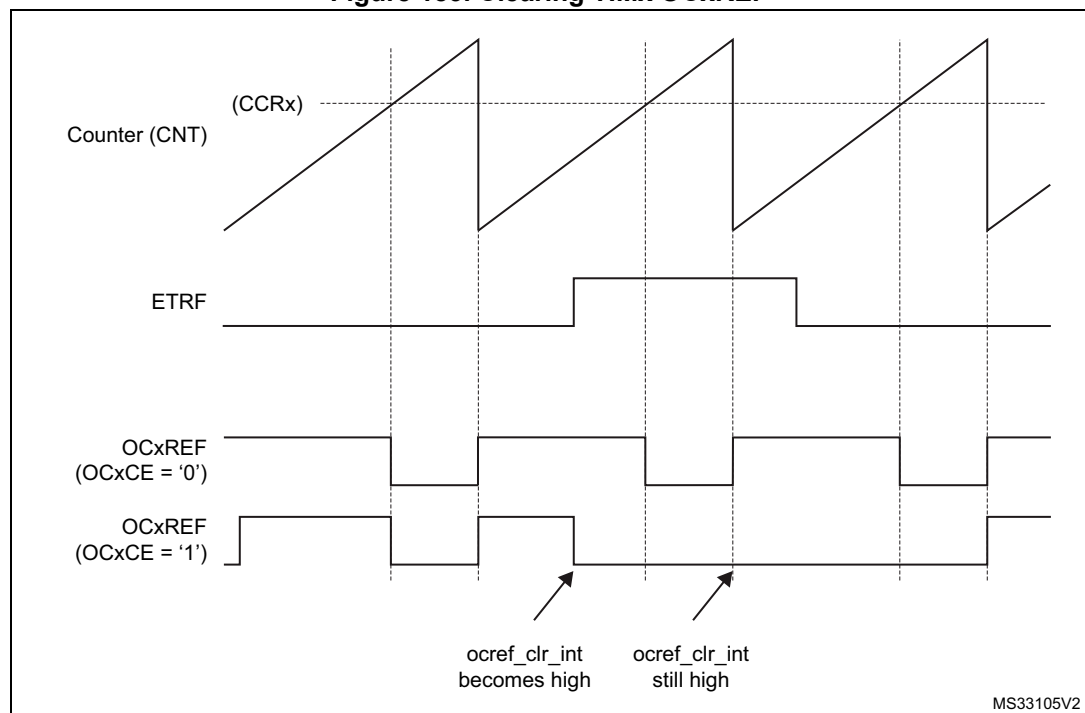 (CCRx)
Counter (CNT)
ETRF
OCxREF
(OCxCE = ‘0’)
OCxREF
(OCxCE = ‘1’)
ocref_clr_int
becomes high
ocref_clr_int
still high
MS33105V2